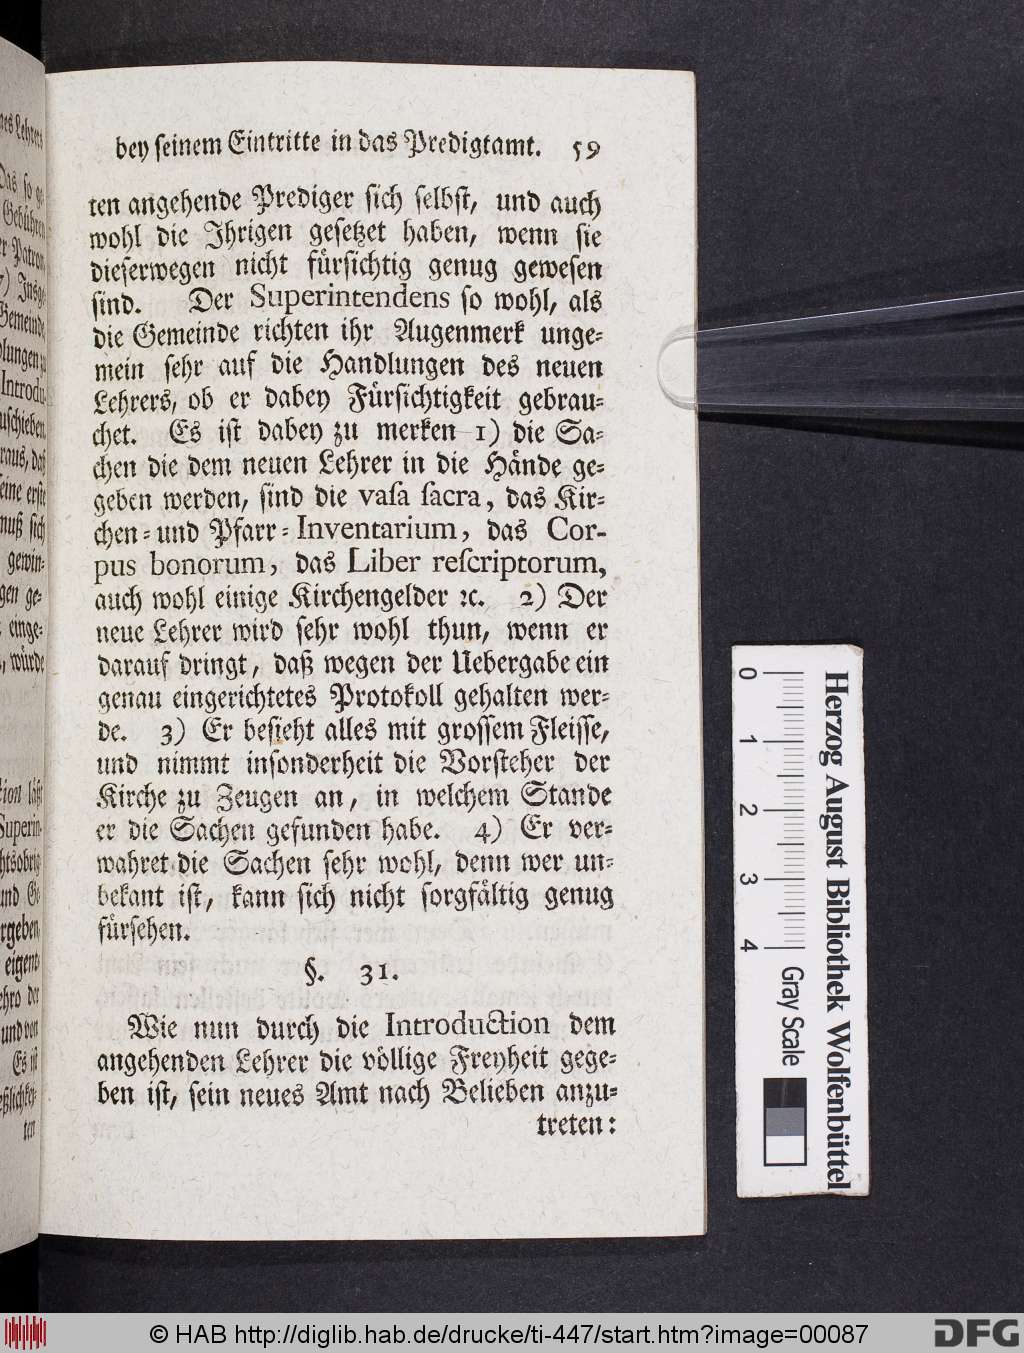 bey seinem Eintritte in das Predigtamt. 59
ten angehende Prediger sich selbst, und auch
wohl die Ihrigen gesetzet haben, wenn sie
dieserwegen nicht fürsichtig genug gewesen
sind. Der Superintendens so wohl, als
die Gemeinde richten ihr Augenmerk unge-
mein sehr auf die Handlungen des neuen
Lehrers, ob er dabey Fürsichtigkeit gebrau-
chet. Es ist dabey zu merken 1) die Sa-
chen die dem neuen Lehrer in die Hände ge-
geben werden, sind die vaſa ſacra, das Kir-
chen- und Pfarr-Inventarium, das Cor-
pus bonorum, das Liber reſcriptorum,
auch wohl einige Kirchengelder ꝛc. 2) Der
neue Lehrer wird sehr wohl thun, wenn er
darauf dringt, daß wegen der Uebergabe ein
genau eingerichtetes Protokoll gehalten wer-
de. 3) Er besieht alles mit grossem Fleisse,
und nimmt insonderheit die Vorsteher der
Kirche zu Zeugen an, in welchem Stande
er die Sachen gefunden habe. 4) Er ver-
wahret die Sachen sehr wohl, denn wer un-
bekant ist, kann sich nicht sorgfältig genug
fürsehen.
§. 31.
Wie nun durch die Introduction dem
angehenden Lehrer die völlige Freyheit gege-
ben ist, sein neues Amt nach Belieben anzu-
treten:
0 1 2 3 4 Gray Scale
Herzog August Bibliothek Wolfenbüttel
© HAB http://diglib.hab.de/drucke/ti-447/start.htm?image=00087
DFG